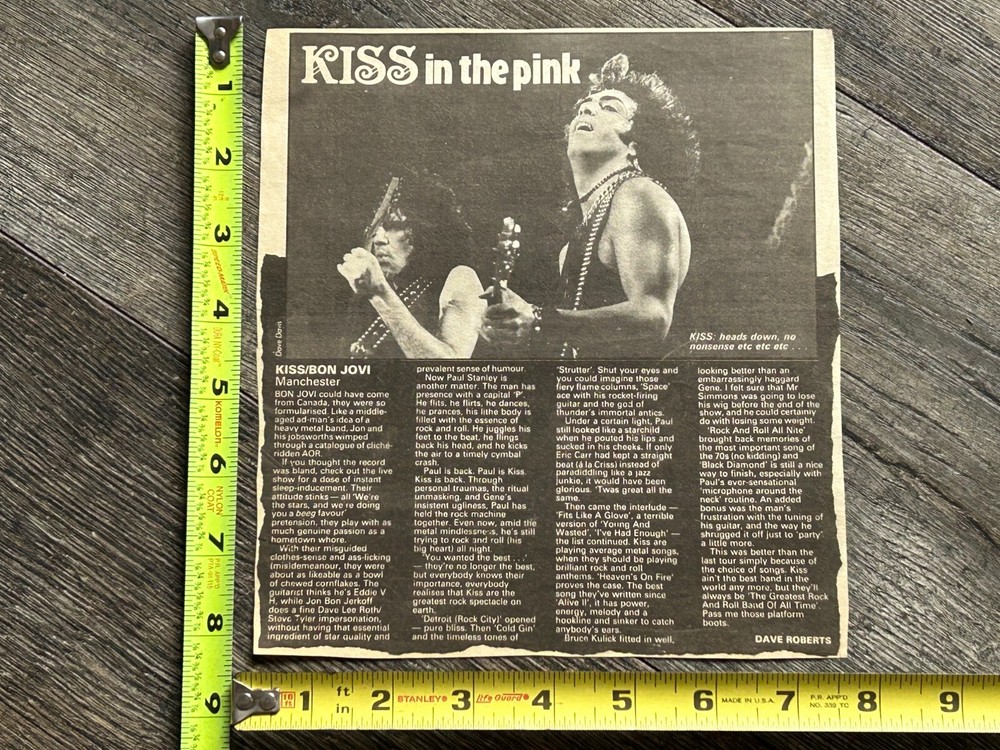 KISS in the pink
KISS: heads down, no
nonsense etc etc etc . . .
Dave Dovt
KISS/BON JOVI
Manchester
BON JOVI could have come
from Canada, they were so
formularised. Like a middle-
aged ad-man's idea of a
heavy metal band, Jon and
his jobsworths wimped
through a catalogue of cliché-
ridden AOR.
If you thought the record
was bland, check out the live
show for a dose of instant
sleep-inducement. Their
attitude stinks — all 'We're
the stars, and we're doing
you a beeg favour'
pretension, they play with as
much genuine passion as a
hometown whore.
With their misguided
clothes-sense and ass-licking
(mis)demeanour, they were
about as likeable as a bowl
of chewed cornflakes. The
guitarist thinks he's Eddie V
H, while Jon Bon Jerkoff
does a fine Dave Lee Roth/
Steve Tyler impersonation,
without having that essential
ingredient of star quality and
prevalent sense of humour.
Now Paul Stanley is
another matter. The man has
presence with a capital 'P'.
He flits, he flirts, he dances,
he prances, his lithe body is
filled with the essence of
rock and roll. He juggles his
feet to the beat, he flings
back his head, and he kicks
the air to a timely cymbal
crash.
Paul is back. Paul is Kiss.
Kiss is back. Through
personal traumas, the ritual
unmasking, and Gene's
insistent ugliness, Paul has
held the rock machine
together. Even now, amid the
metal mindlessness, he's still
trying to rock and roll (his
big heart) all night.
'You wanted the best . . .'
— they're no longer the best,
but everybody knows their
importance, everybody
realises that Kiss are the
greatest rock spectacle on
earth.
'Detroit (Rock City)' opened
— pure bliss. Then 'Cold Gin'
and the timeless tones of
'Strutter'. Shut your eyes and
you could imagine those
fiery flame columns, 'Space'
ace with his rocket-firing
guitar and the god of
thunder's immortal antics.
Under a certain light, Paul
still looked like a starchild
when he pouted his lips and
sucked in his cheeks. If only
Eric Carr had kept a straight
beat (á la Criss) instead of
parediddling like a jazz
junkie, it would have been
glorious. 'Twas great all the
same.
Then came the interlude —
'Fits Like A Glove', a terrible
version of 'Young And
Wasted', 'I've Had Enough' —
the list continued. Kiss are
playing average metal songs,
when they should be playing
brilliant rock and roll
anthems. 'Heaven's On Fire'
proves the case. The best
song they've written since
'Alive II', it has power,
energy, melody and a
hookline and sinker to catch
anybody's ears.
Bruce Kulick fitted in well,
looking better than an
embarrassingly haggard
Gene. I felt sure that Mr
Simmons was going to lose
his wig before the end of the
show, and he could certainly
do with losing some weight.
'Rock And Roll All Nite'
brought back memories of
the most important song of
the 70s (no kidding) and
'Black Diamond' is still a nice
way to finish, especially with
Paul's ever-sensational
'microphone around the
neck' routine. An added
bonus was the man's
frustration with the tuning of
his guitar, and the way he
shrugged it off just to 'party'
a little more.
This was better than the
last tour simply because of
the choice of songs. Kiss
ain't the best band in the
world any more, but they'll
always be 'The Greatest Rock
And Roll Band Of All Time'.
Pass me those platform
boots.
DAVE ROBERTS
1 2 3 4 5 6 7 8 9
KOMELON
NYLON
COAT
1 ft 2 STANLEY® 3 Life Guard® 4 5 6 MADE IN U.S.A. 7 P.R. APP'D 8 9
in NO. 339 TC